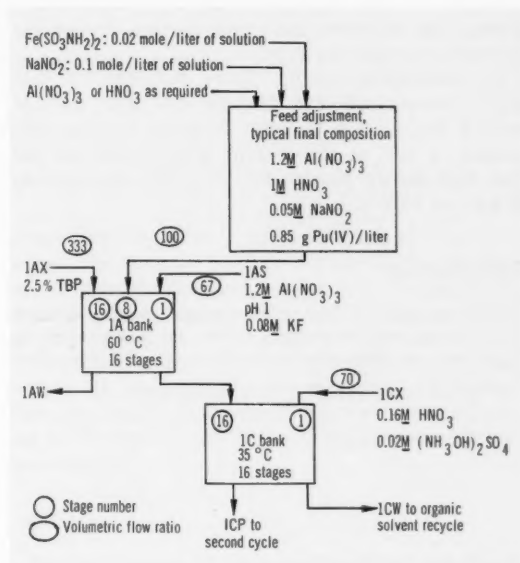 Fe(SO3NH2)2: 0.02 mole/liter of solution
NaNO2: 0.1 mole/liter of solution
Al(NO3)3 or HNO3 as required
Feed adjustment,
typical final composition
1.2M Al(NO3)3
1M HNO3
0.05M NaNO2
0.85 g Pu(IV)/liter
333
100
1AX
2.5% TBP
67
1AS
1.2M Al(NO3)3
pH 1
0.08M KF
16 8 1
1A bank
60 °C
16 stages
1AW
70
1CX
0.16M HNO3
0.02M (NH3OH)2SO4
16 1
1C bank
35 °C
16 stages
Stage number
Volumetric flow ratio
ICP to
second cycle
1CW to organic
solvent recycle